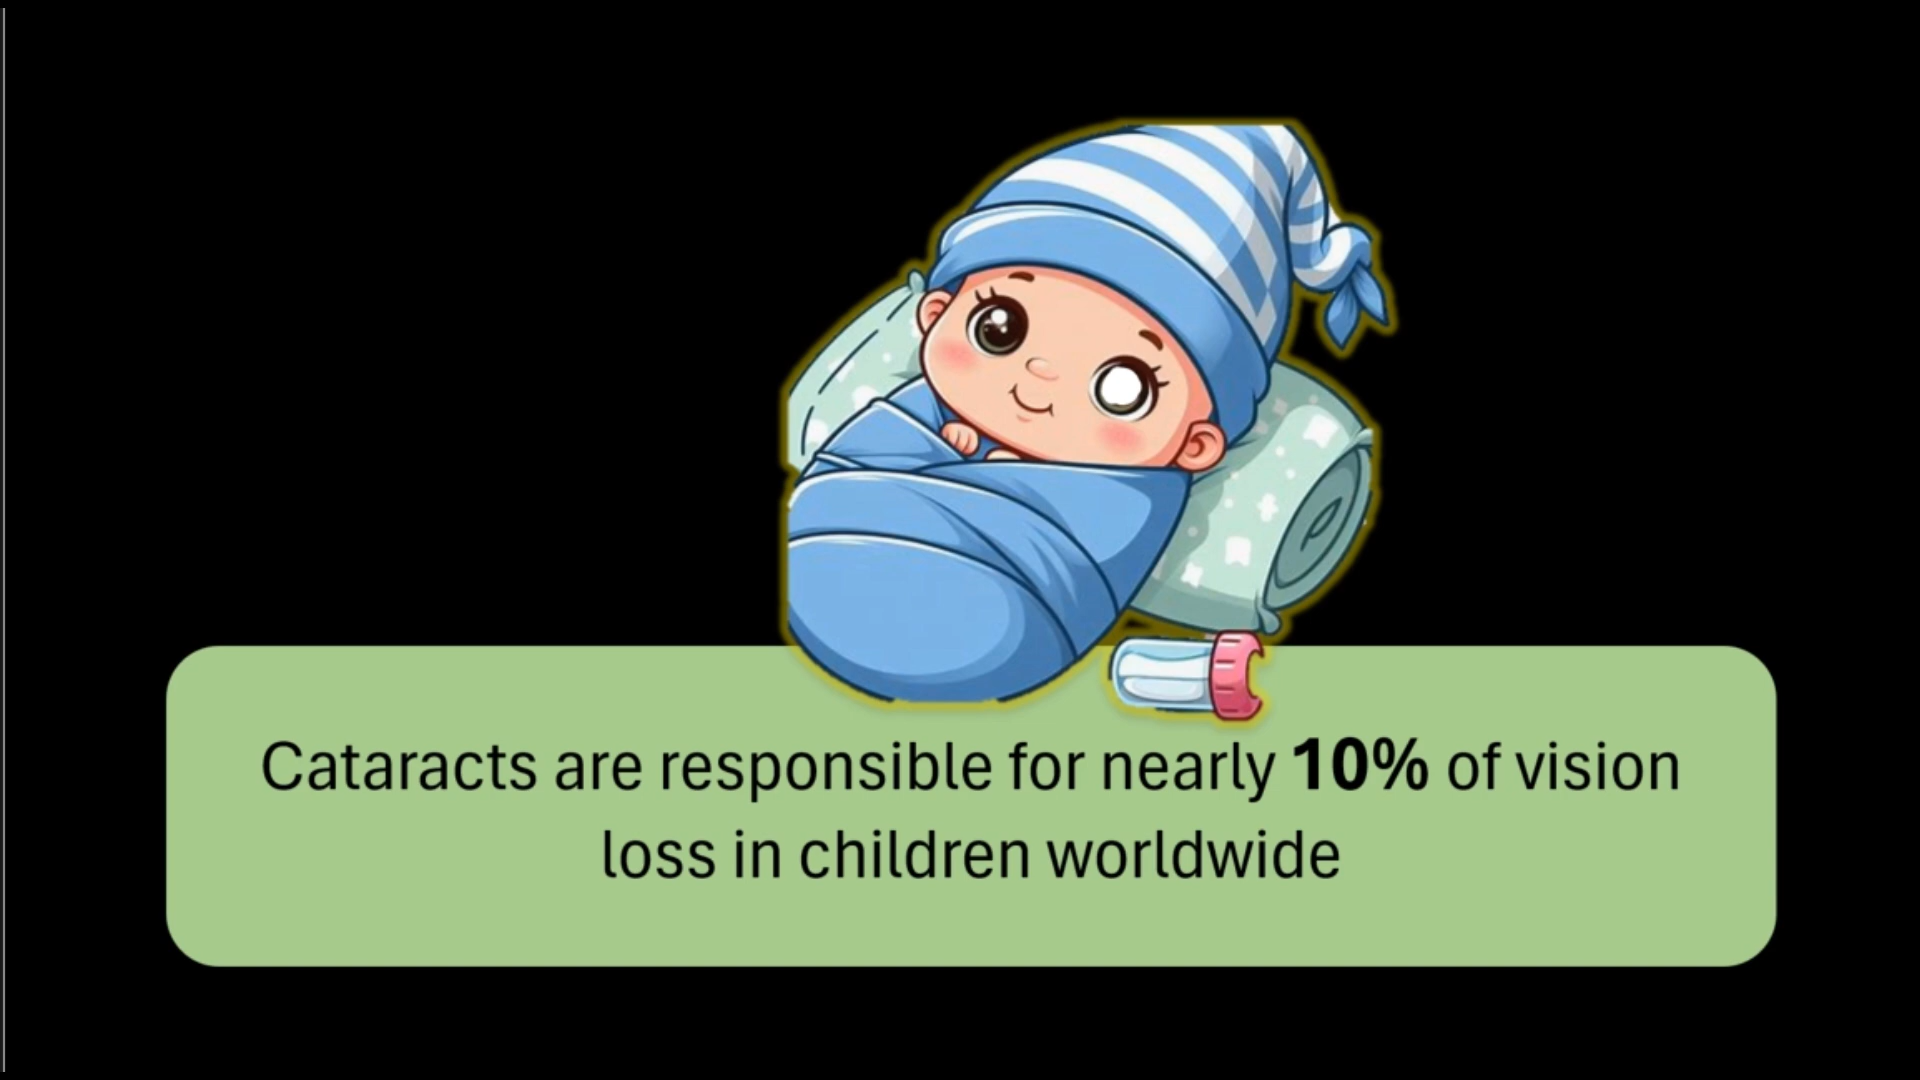 Cataracts are responsible for nearly 10% of vision
loss in children worldwide